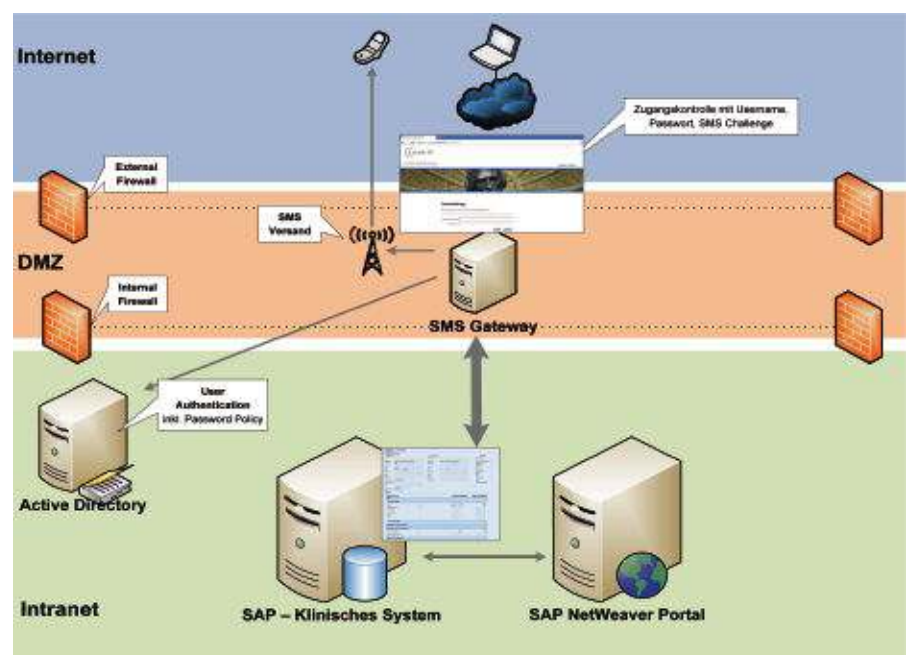 Internet
Zugangskontrolle mit Username,
Passwort, SMS Challenge
External
Firewall
SMS
Versand
DMZ
Internal
Firewall
SMS Gateway
User
Authentication
inkl. Password Policy
Active Directory
Intranet
SAP – Klinisches System
SAP NetWeaver Portal